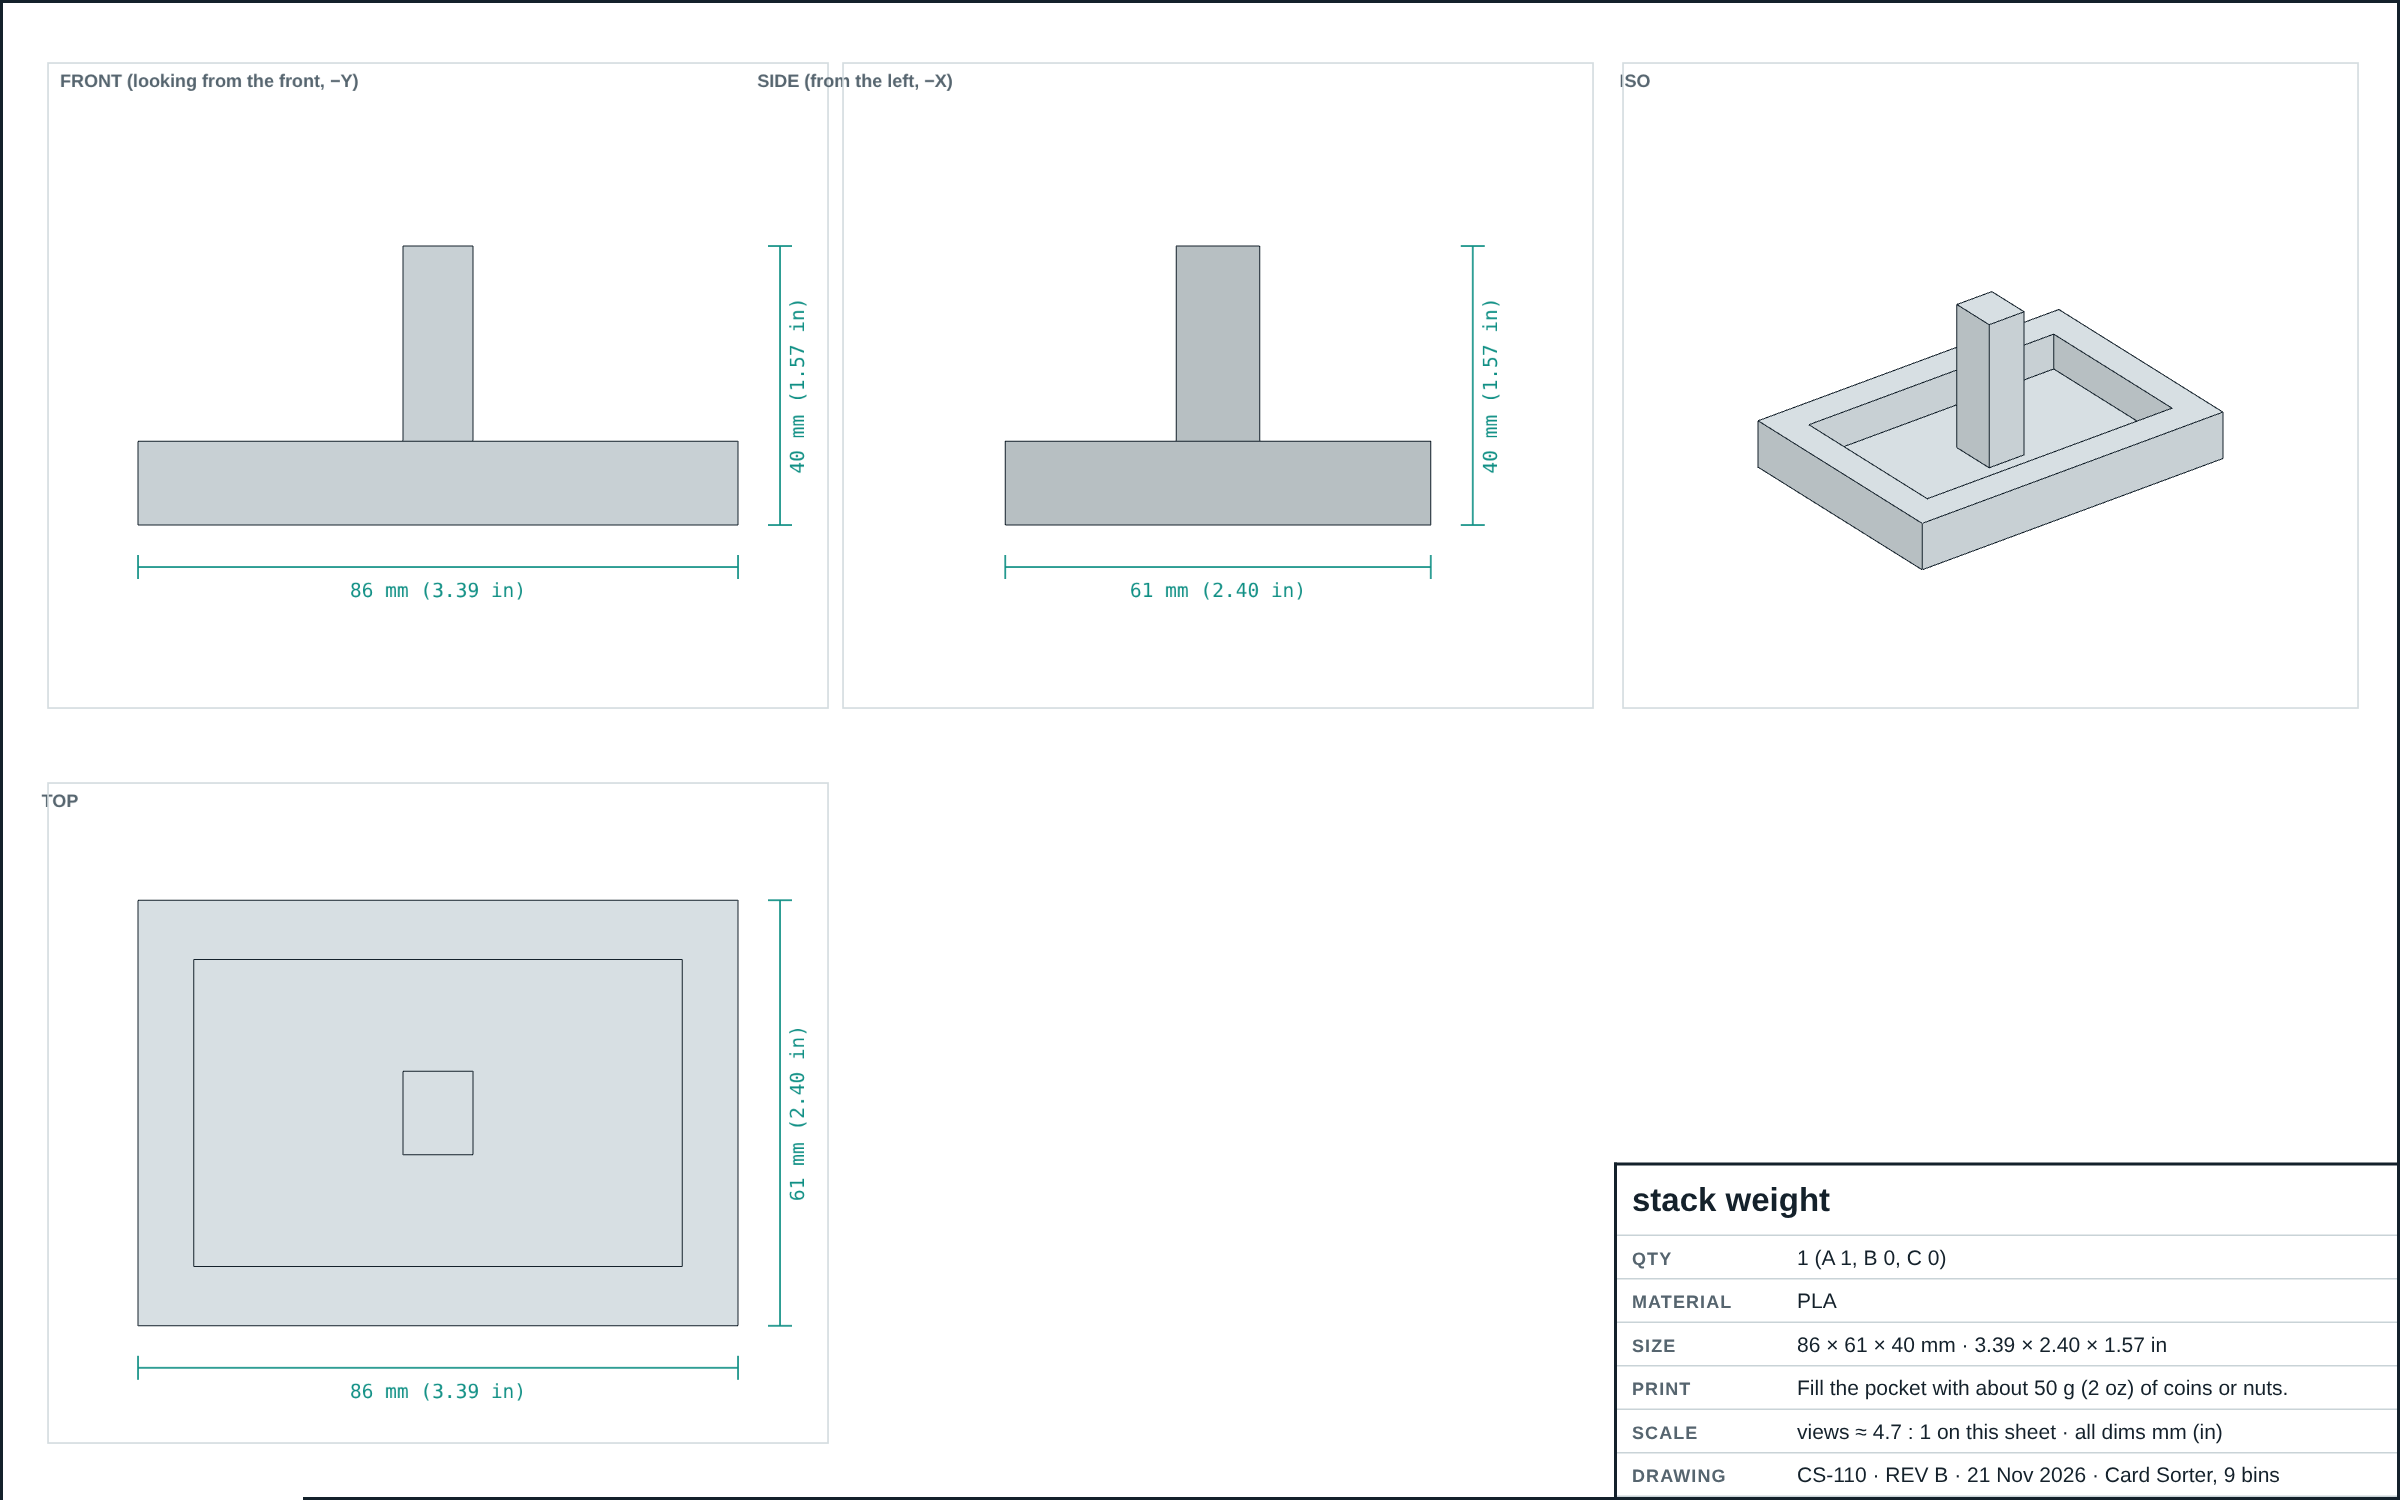 FRONT (looking from the front, −Y)
SIDE (from the left, −X)
ISO
40 mm (1.57 in)
40 mm (1.57 in)
86 mm (3.39 in)
61 mm (2.40 in)
TOP
61 mm (2.40 in)
86 mm (3.39 in)
stack weight
QTY 1 (A 1, B 0, C 0)
MATERIAL PLA
SIZE 86 × 61 × 40 mm · 3.39 × 2.40 × 1.57 in
PRINT Fill the pocket with about 50 g (2 oz) of coins or nuts.
SCALE views ≈ 4.7 : 1 on this sheet · all dims mm (in)
DRAWING CS-110 · REV B · 21 Nov 2026 · Card Sorter, 9 bins